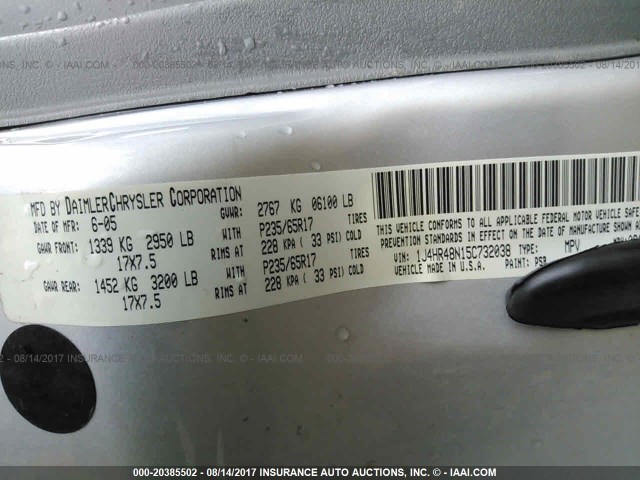 MFD BY DAIMLERCHRYSLER CORPORATION
DATE OF MFR: 6-05 GVWR: 2767 KG 06100 LB
GAWR FRONT: 1339 KG 2950 LB WITH P235/65R17 TIRES
17X7.5 RIMS AT 228 KPA ( 33 PSI) COLD
GAWR REAR: 1452 KG 3200 LB WITH P235/65R17 TIRES
17X7.5 RIMS AT 228 KPA ( 33 PSI) COLD
THIS VEHICLE CONFORMS TO ALL APPLICABLE FEDERAL MOTOR VEHICLE SAFE
PREVENTION STANDARDS IN EFFECT ON THE DATE OF MANUFACTURE SHOWN
VIN: 1J4HR48N15C732038 TYPE: MPV
MADE IN U.S.A. PAINT: PSB
000-20385502 - 08/14/2017 INSURANCE AUTO AUCTIONS, INC. - © IAAI.COM